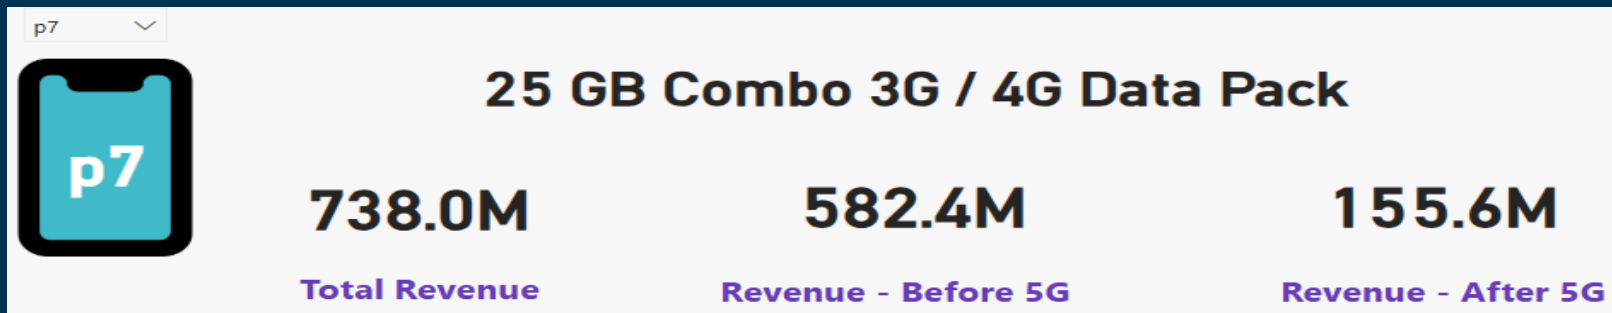 p7
25 GB Combo 3G / 4G Data Pack
p7
738.0M
582.4M
155.6M
Total Revenue
Revenue - Before 5G
Revenue - After 5G